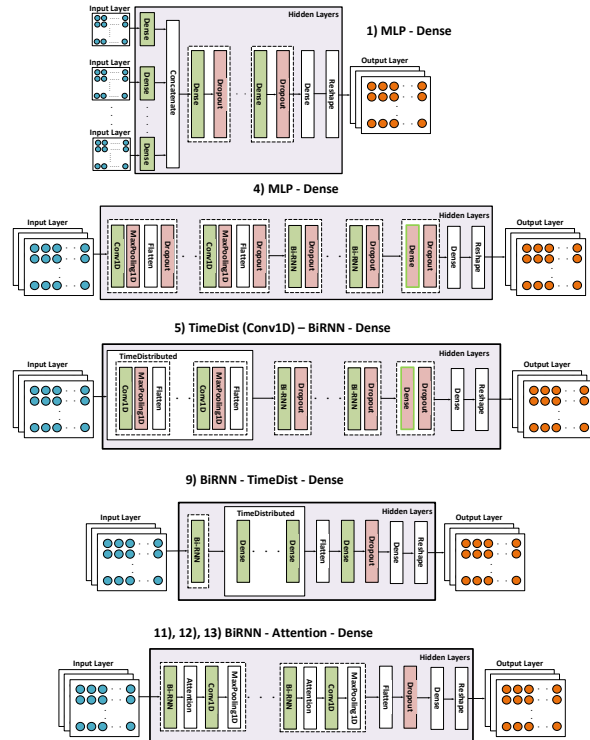 Input Layer
Hidden Layers
1) MLP - Dense
Dense
Input Layer
Dense
Input Layer
Dense
Concatenate
Dense
Dropout
Dense
Dropout
Dense
Reshape
Output Layer
4) MLP - Dense
Input Layer
Hidden Layers
Output Layer
Conv1D
MaxPooling1D
Flatten
Dropout
Conv1D
MaxPooling1D
Flatten
Dropout
Bi-RNN
Dropout
Bi-RNN
Dropout
Dense
Dropout
Dense
Reshape
5) TimeDist (Conv1D) – BiRNN - Dense
Input Layer
TimeDistributed
Hidden Layers
Output Layer
Conv1D
MaxPooling1D
Flatten
Conv1D
MaxPooling1D
Flatten
Bi-RNN
Dropout
Bi-RNN
Dropout
Dense
Dropout
Dense
Reshape
9) BiRNN - TimeDist - Dense
Input Layer
TimeDistributed
Hidden Layers
Output Layer
Bi-RNN
Dense
Dense
Flatten
Dense
Dropout
Dense
Reshape
11), 12), 13) BiRNN - Attention - Dense
Input Layer
Hidden Layers
Output Layer
Bi-RNN
Attention
Conv1D
MaxPooling1D
Bi-RNN
Attention
Conv1D
MaxPooling1D
Flatten
Dropout
Dense
Reshape